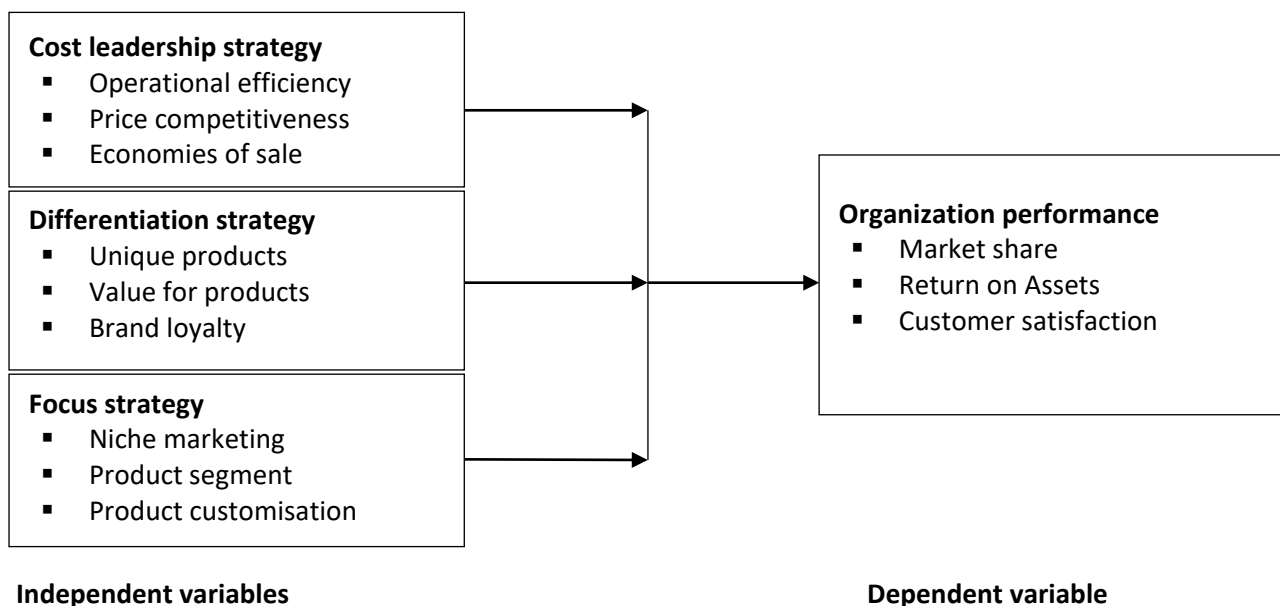 Cost leadership strategy
▪ Operational efficiency
▪ Price competitiveness
▪ Economies of sale
Differentiation strategy
▪ Unique products
▪ Value for products
▪ Brand loyalty
Focus strategy
▪ Niche marketing
▪ Product segment
▪ Product customisation
Independent variables
Organization performance
▪ Market share
▪ Return on Assets
▪ Customer satisfaction
Dependent variable